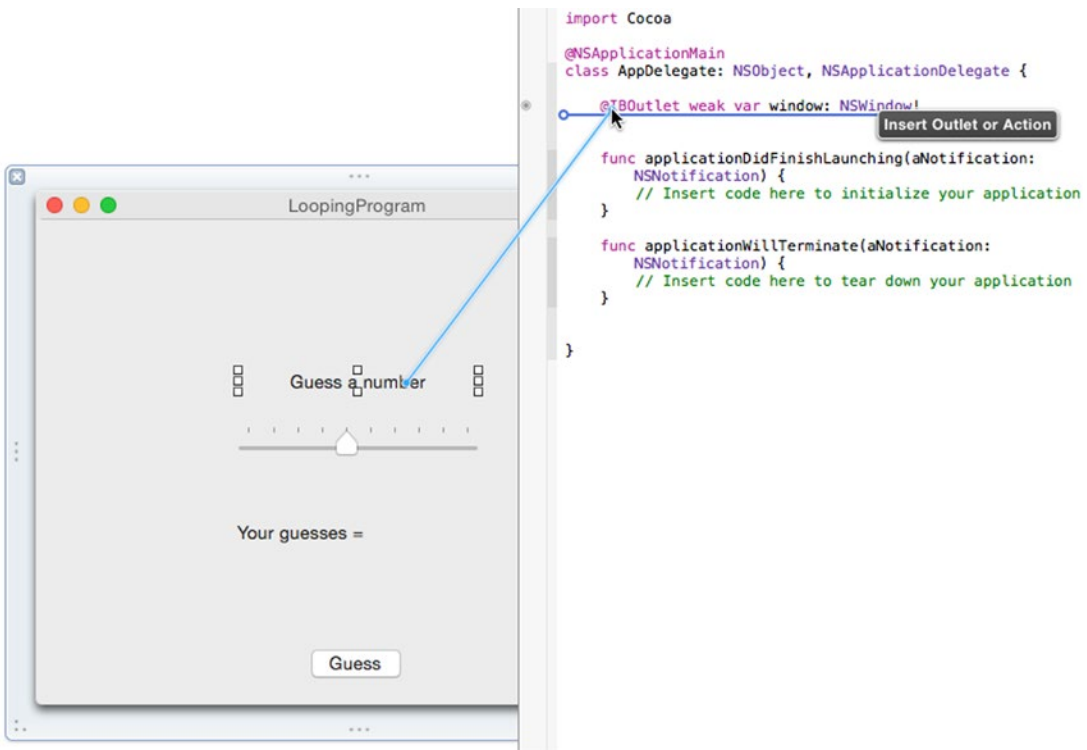 import Cocoa
@NSApplicationMain
class AppDelegate: NSObject, NSApplicationDelegate {
@IBOutlet weak var window: NSWindow!
Insert Outlet or Action
func applicationDidFinishLaunching(aNotification:
NSNotification) {
// Insert code here to initialize your application
}
func applicationWillTerminate(aNotification:
NSNotification) {
// Insert code here to tear down your application
}
}
LoopingProgram
Guess a number
Your guesses =
Guess